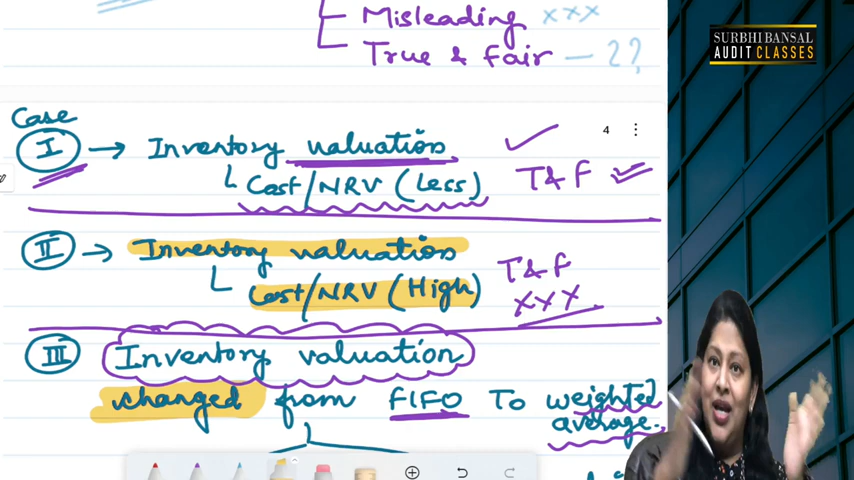 Misleading xxx
True & Fair — 2?
SURBHI BANSAL
AUDIT CLASSES
Case
4
I → Inventory valuation ✓
Cost/NRV (Less) T&F ✓
II → Inventory valuation
Cost/NRV (High) T&F
xxx
III Inventory valuation
changed from FIFO To weighted
average.